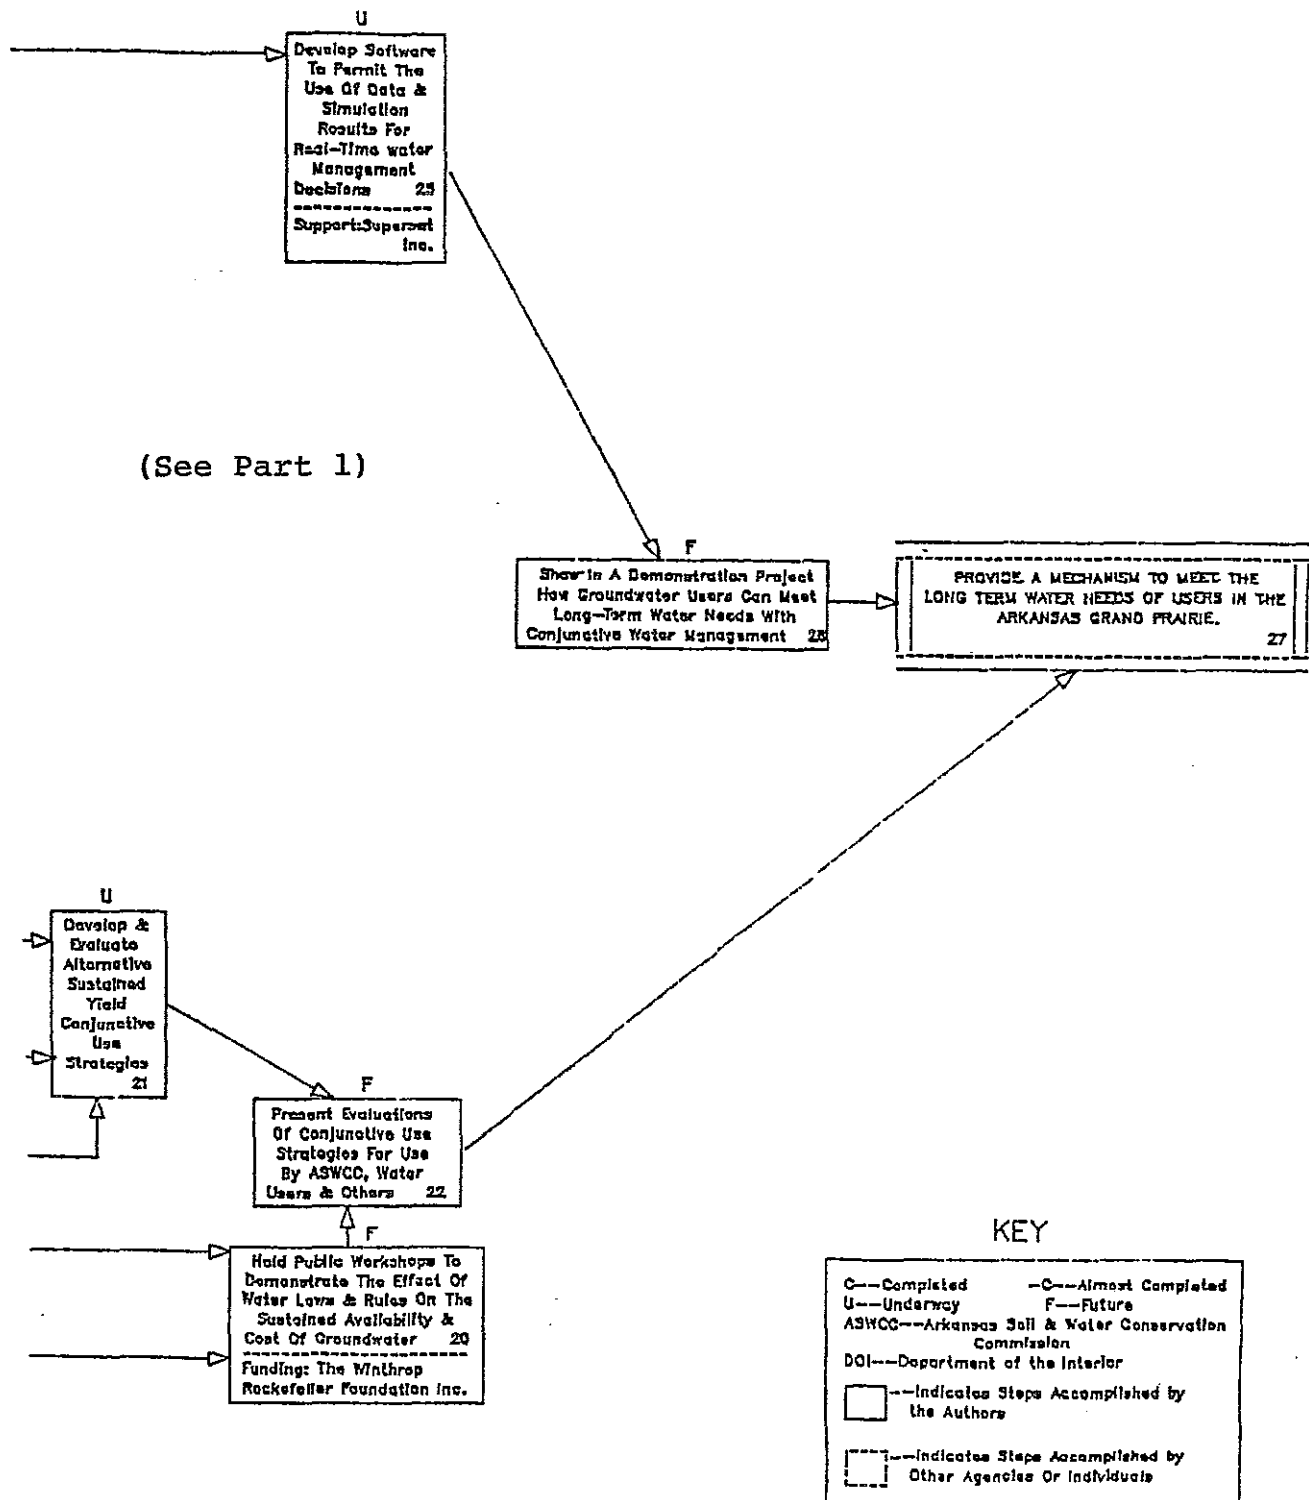 U
Develop Software
To Permit The
Use Of Data &
Simulation
Results For
Real-Time water
Management
Decisions 25
Support:Supersat
Inc.
(See Part 1)
F
Show in A Demonstration Project
How Groundwater Users Can Meet
Long-Term Water Needs With
Conjunctive Water Management 26
PROVIDE A MECHANISM TO MEET THE
LONG TERM WATER NEEDS OF USERS IN THE
ARKANSAS GRAND PRAIRIE.
27
U
Develop &
Evaluate
Alternative
Sustained
Yield
Conjunctive
Use
Strategies
21
F
Present Evaluations
Of Conjunctive Use
Strategies For Use
By ASWCC, Water
Users & Others 22
F
Hold Public Workshops To
Demonstrate The Effect Of
Water Laws & Rules On The
Sustained Availability &
Cost Of Groundwater 20
Funding: The Winthrop
Rockefeller Foundation Inc.
KEY
C--Completed -C--Almost Completed
U--Underway F--Future
ASWCC--Arkansas Soil & Water Conservation
Commission
DOI--Department of the Interior
--Indicates Steps Accomplished by
the Authors
--Indicates Steps Accomplished by
Other Agencies Or Individuals